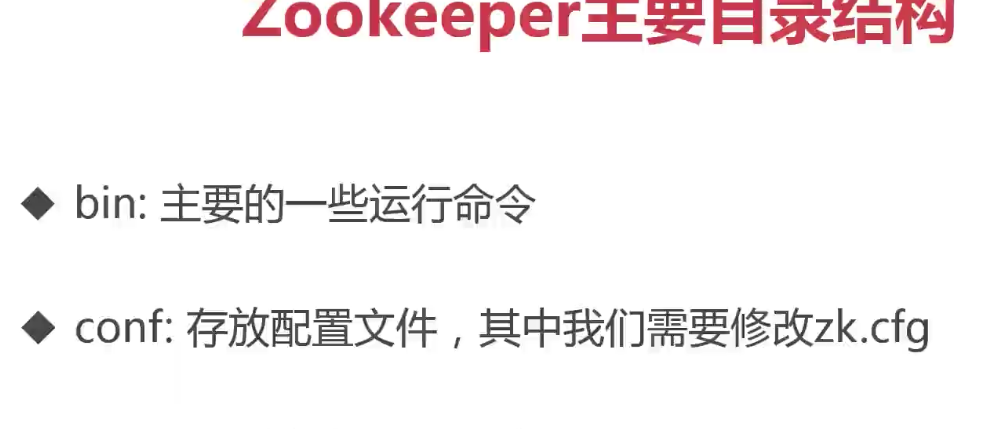 Zookeeper主要目录结构
◆ bin: 主要的一些运行命令
◆ conf: 存放配置文件，其中我们需要修改zk.cfg